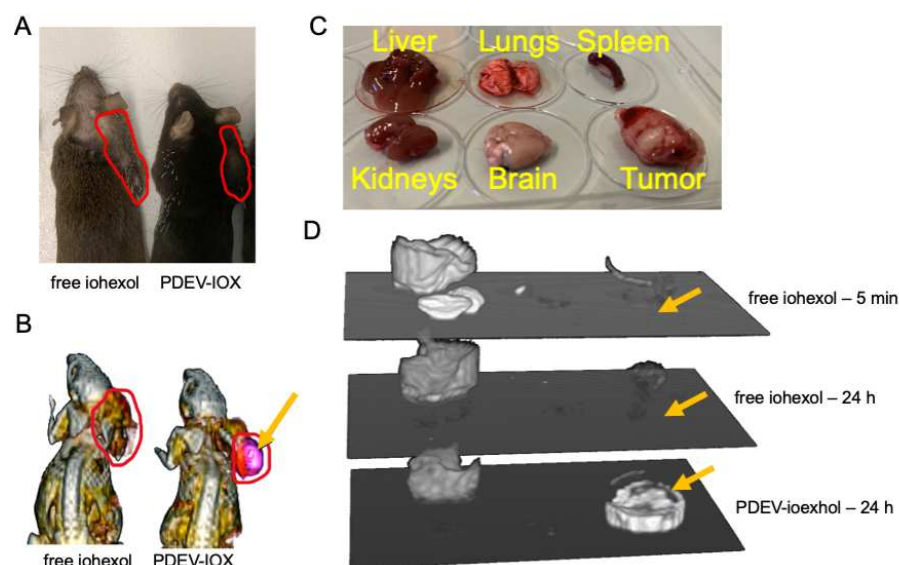 A
free iohexol PDEV-IOX
B
free iohexol PDEV-IOX
C
Liver Lungs Spleen
Kidneys Brain Tumor
D
free iohexol – 5 min
free iohexol – 24 h
PDEV-ioexhol – 24 h